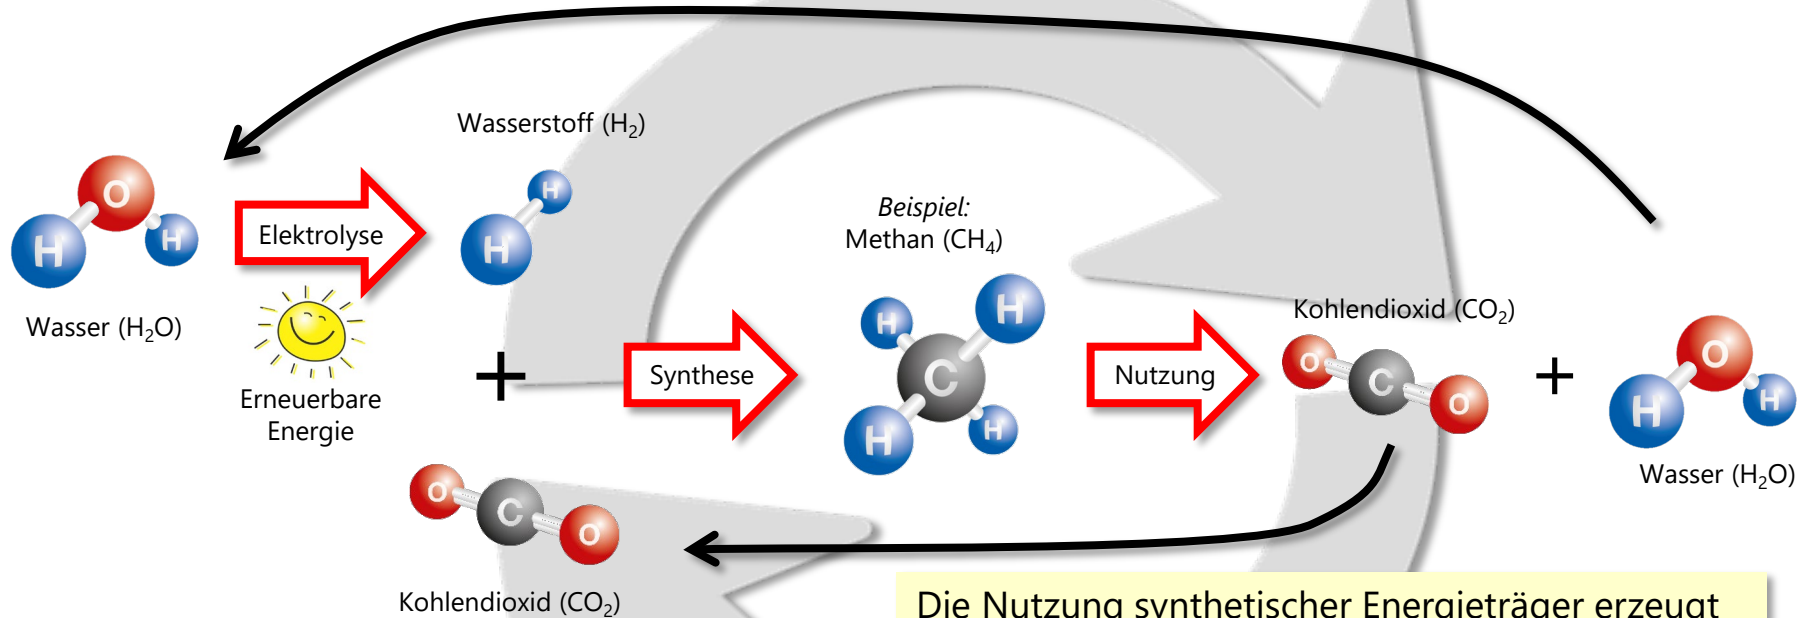 Wasserstoff (H₂)
O
H
H
Elektrolyse
H
H
Beispiel:
Methan (CH₄)
Wasser (H₂O)
Erneuerbare
Energie
+
Synthese
H
H
C
H
H
Nutzung
Kohlendioxid (CO₂)
O
C
O
+
O
H
H
Wasser (H₂O)
O
C
O
Kohlendioxid (CO₂)
Die Nutzung synthetischer Energieträger erzeugt